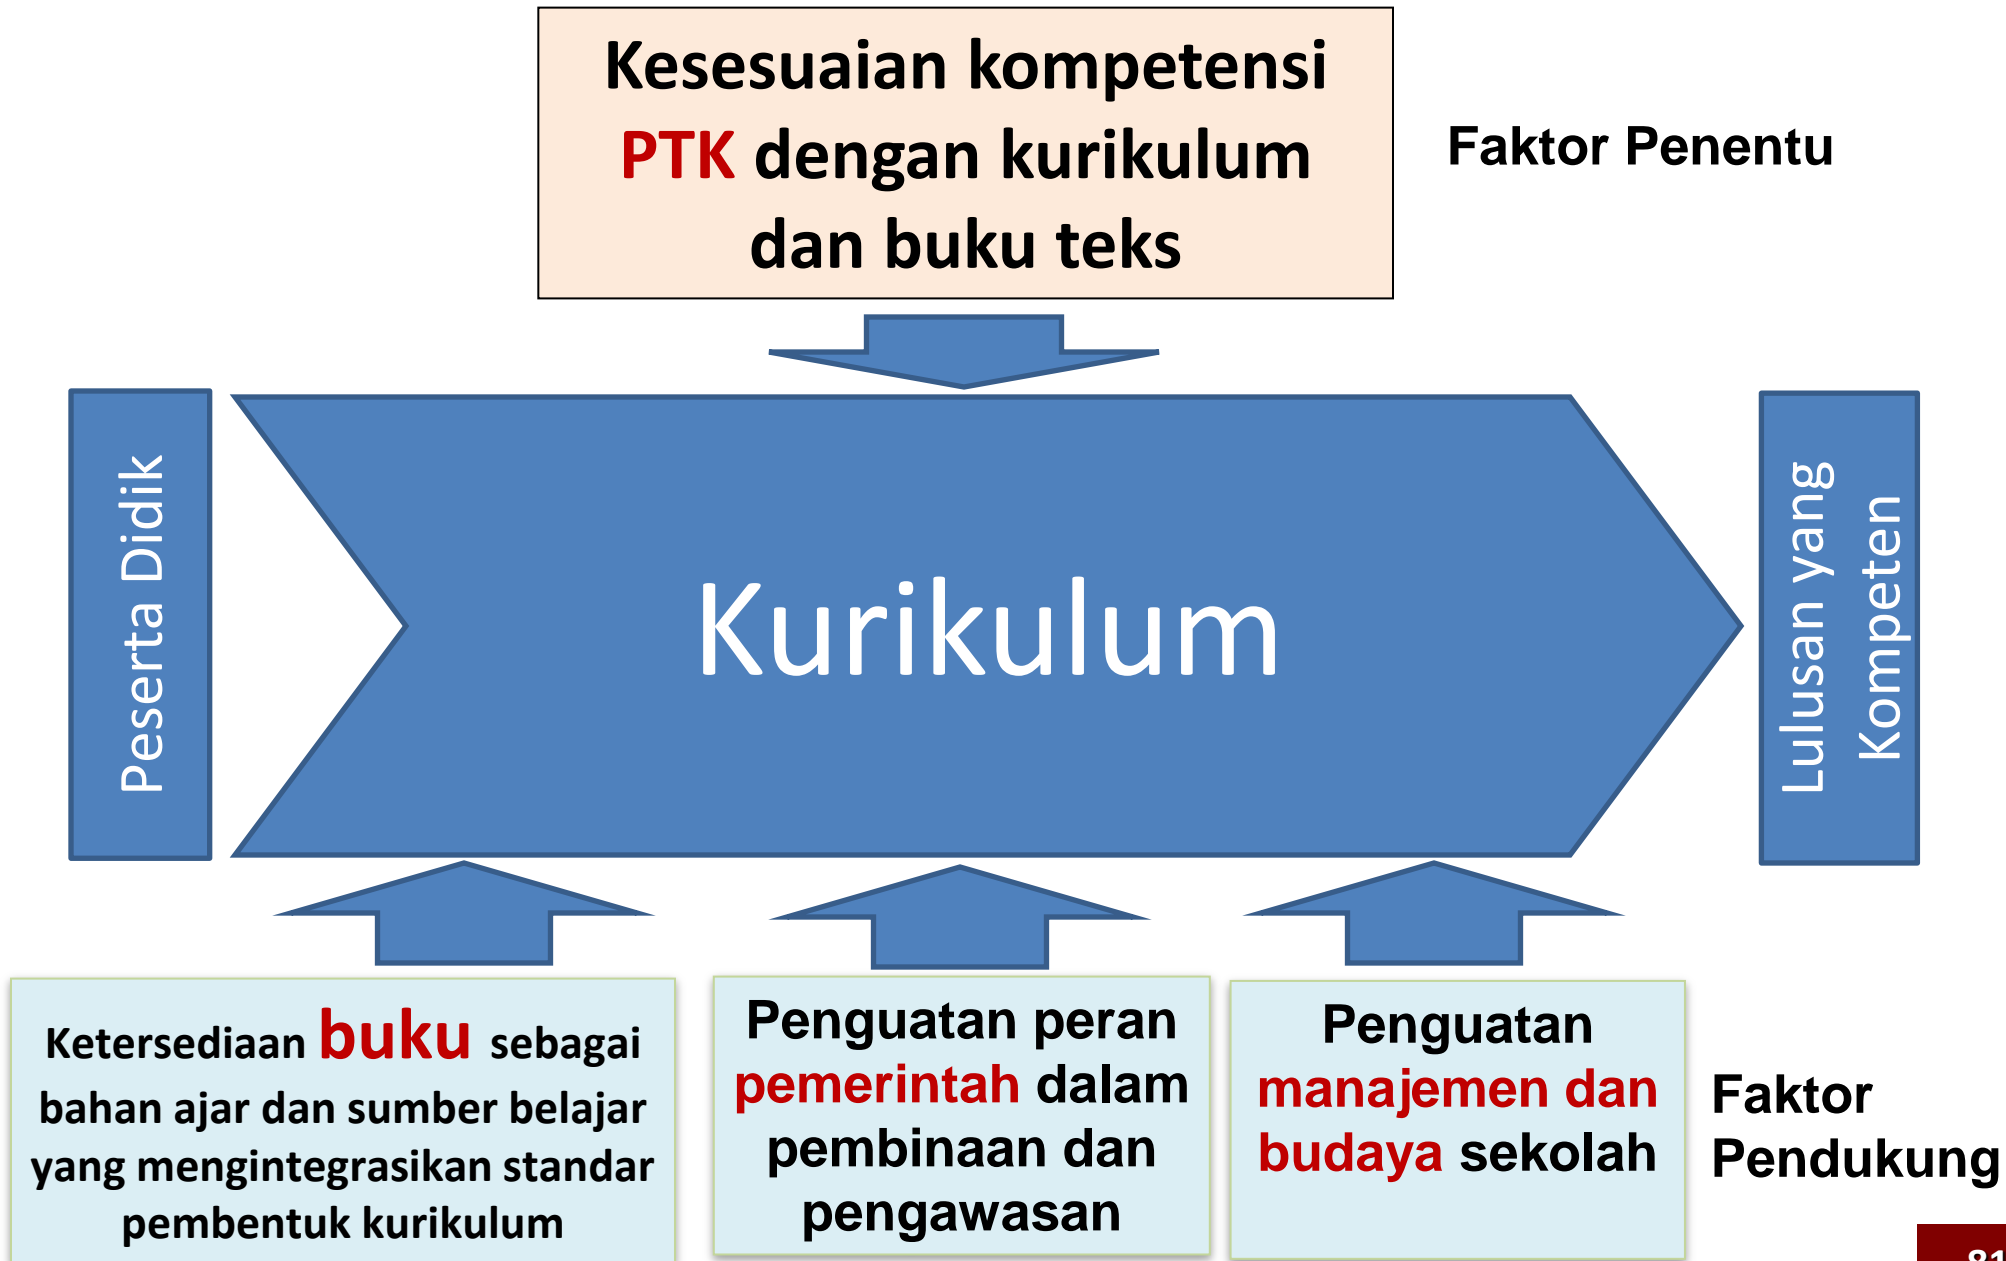 Kesesuaian kompetensi
PTK dengan kurikulum
dan buku teks
Faktor Penentu
Peserta Didik
Kurikulum
Lulusan yang
Kompeten
Ketersediaan buku sebagai
bahan ajar dan sumber belajar
yang mengintegrasikan standar
pembentuk kurikulum
Penguatan peran
pemerintah dalam
pembinaan dan
pengawasan
Penguatan
manajemen dan
budaya sekolah
Faktor
Pendukung
81